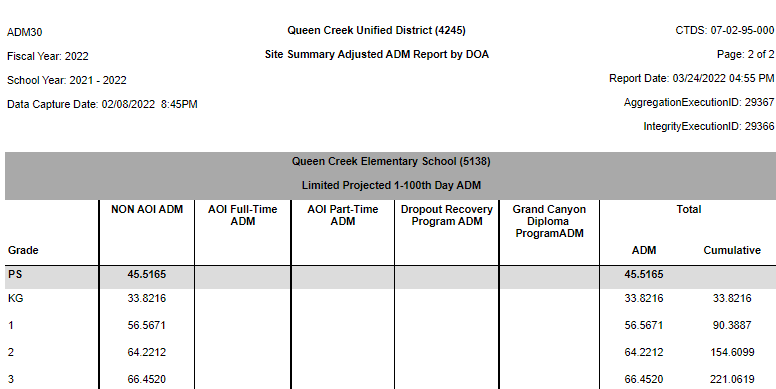 ADM30
Queen Creek Unified District (4245)
CTDS: 07-02-95-000
Fiscal Year: 2022
Site Summary Adjusted ADM Report by DOA
Page: 2 of 2
School Year: 2021 - 2022
Report Date: 03/24/2022 04:55 PM
Data Capture Date: 02/08/2022 8:45PM
AggregationExecutionID: 29367
IntegrityExecutionID: 29366
Queen Creek Elementary School (5138)
Limited Projected 1-100th Day ADM
NON AOI ADM AOI Full-Time AOI Part-Time Dropout Recovery Grand Canyon Total
ADM ADM Program ADM Diploma
ProgramADM
Grade ADM Cumulative
PS 45.5165 45.5165
KG 33.8216 33.8216 33.8216
1 56.5671 56.5671 90.3887
2 64.2212 64.2212 154.6099
3 66.4520 66.4520 221.0619